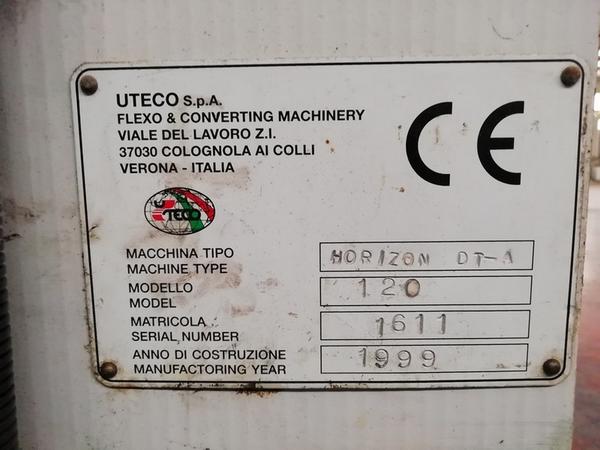 UTECO S.p.A.
FLEXO & CONVERTING MACHINERY
VIALE DEL LAVORO Z.I.
37030 COLOGNOLA AI COLLI
VERONA - ITALIA
CE
UTECO
MACCHINA TIPO
MACHINE TYPE
HORIZON DT-A
MODELLO
MODEL
120
MATRICOLA
SERIAL NUMBER
1611
ANNO DI COSTRUZIONE
MANUFACTORING YEAR
1999